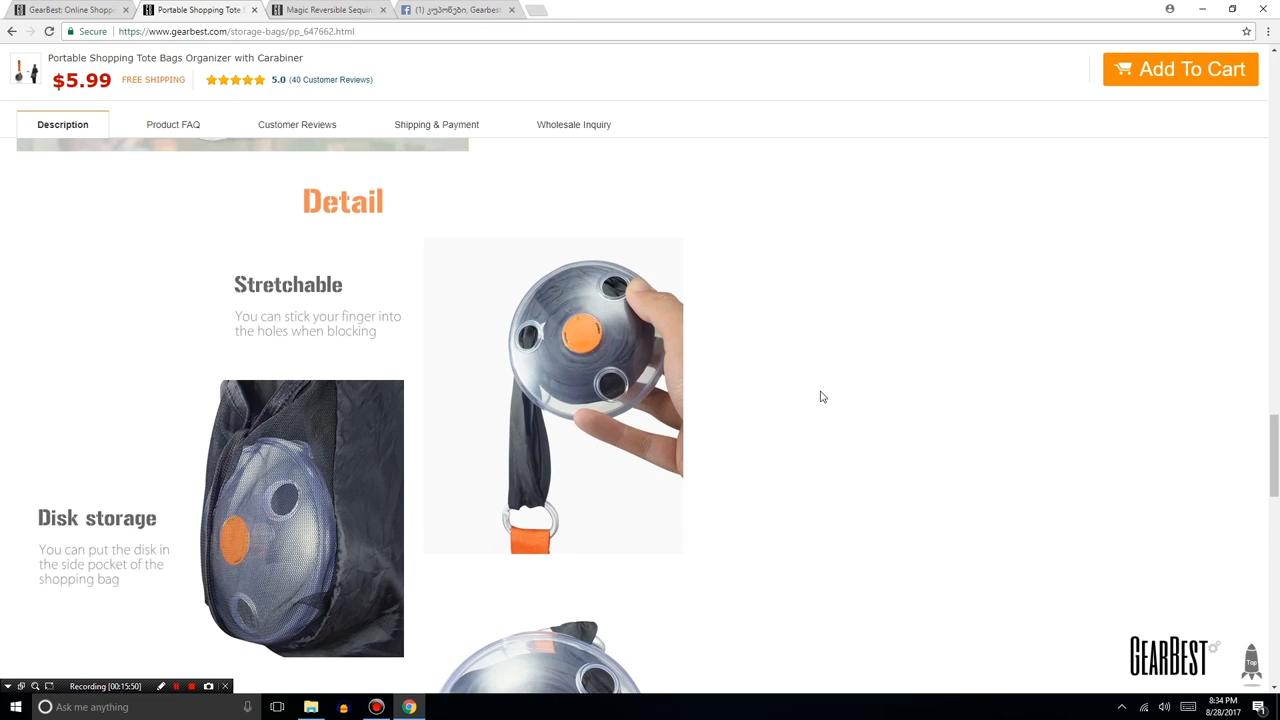 GearBest: Online Shoppi
Portable Shopping Tote
Magic Reversible Sequin
(1) კუპონები, Gearbest
Secure
https://www.gearbest.com/storage-bags/pp_647662.html
Portable Shopping Tote Bags Organizer with Carabiner
$5.99 FREE SHIPPING 5.0 (40 Customer Reviews)
Add To Cart
Description
Product FAQ
Customer Reviews
Shipping & Payment
Wholesale Inquiry
Detail
Stretchable
You can stick your finger into
the holes when blocking
Disk storage
You can put the disk in
the side pocket of the
shopping bag
GEARBEST
Top
Recording [00:15:50]
Ask me anything
8:34 PM
8/28/2017
1